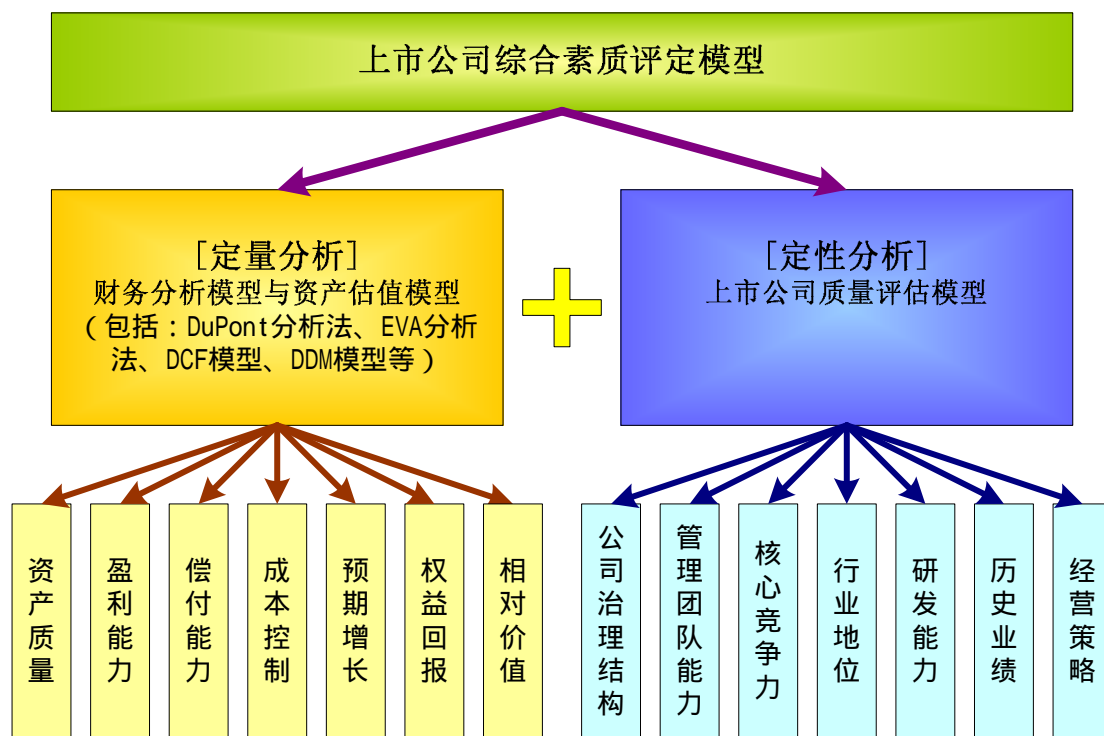 上市公司综合素质评定模型
[定量分析]
财务分析模型与资产估值模型
（包括：DuPont分析法、EVA分析
法、DCF模型、DDM模型等）
[定性分析]
上市公司质量评估模型
资产质量
盈利能力
偿付能力
成本控制
预期增长
权益回报
相对价值
公司治理结构
管理团队能力
核心竞争力
行业地位
研发能力
历史业绩
经营策略